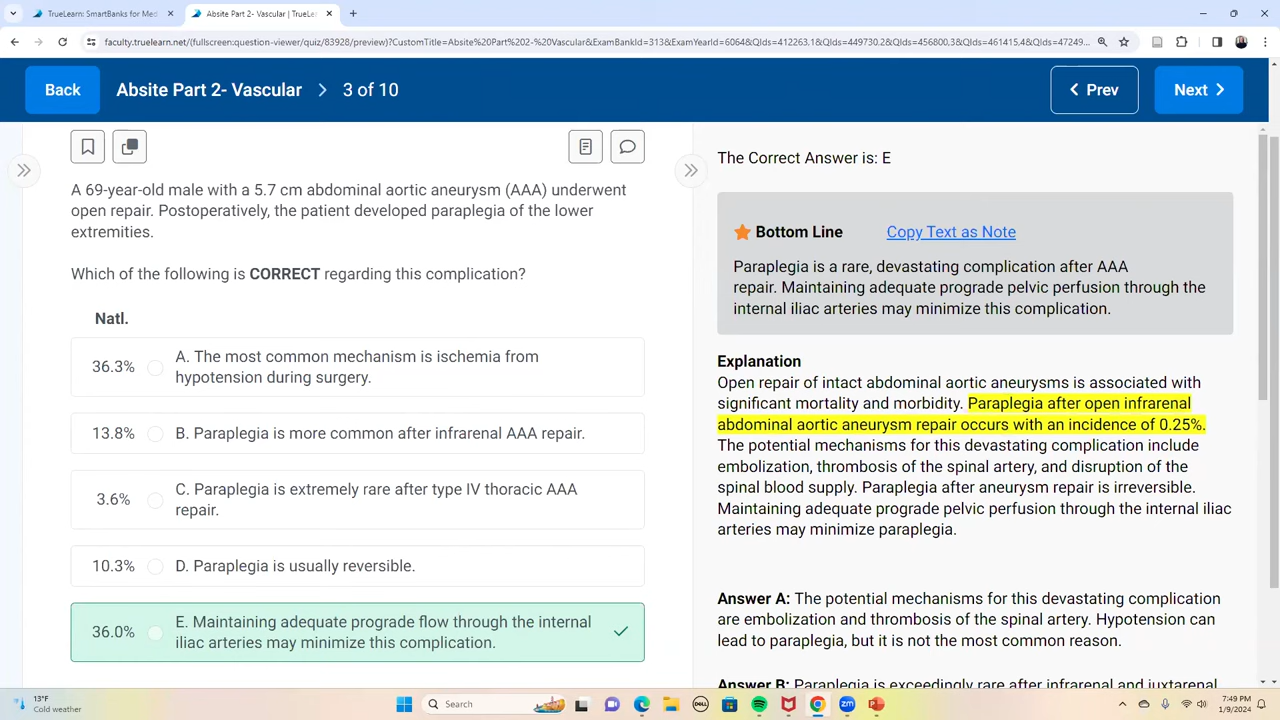 TrueLearn: SmartBanks for Med
Absite Part 2- Vascular | TrueLe
faculty.truelearn.net/(fullscreen:question-viewer/quiz/83928/preview)?CustomTitle=Absite%20Part%202-%20Vascular&ExamBankId=313&ExamYearId=6064&QIds=412263,1&QIds=449730,2&QIds=456800,3&QIds=461415,4&QIds=47249...
Back
Absite Part 2- Vascular
3 of 10
Prev
Next
A 69-year-old male with a 5.7 cm abdominal aortic aneurysm (AAA) underwent
open repair. Postoperatively, the patient developed paraplegia of the lower
extremities.
Which of the following is CORRECT regarding this complication?
Natl.
36.3% A. The most common mechanism is ischemia from
hypotension during surgery.
13.8% B. Paraplegia is more common after infrarenal AAA repair.
3.6% C. Paraplegia is extremely rare after type IV thoracic AAA
repair.
10.3% D. Paraplegia is usually reversible.
36.0% E. Maintaining adequate prograde flow through the internal
iliac arteries may minimize this complication.
The Correct Answer is: E
Bottom Line Copy Text as Note
Paraplegia is a rare, devastating complication after AAA
repair. Maintaining adequate prograde pelvic perfusion through the
internal iliac arteries may minimize this complication.
Explanation
Open repair of intact abdominal aortic aneurysms is associated with
significant mortality and morbidity. Paraplegia after open infrarenal
abdominal aortic aneurysm repair occurs with an incidence of 0.25%.
The potential mechanisms for this devastating complication include
embolization, thrombosis of the spinal artery, and disruption of the
spinal blood supply. Paraplegia after aneurysm repair is irreversible.
Maintaining adequate prograde pelvic perfusion through the internal iliac
arteries may minimize paraplegia.
Answer A: The potential mechanisms for this devastating complication
are embolization and thrombosis of the spinal artery. Hypotension can
lead to paraplegia, but it is not the most common reason.
Answer B: Paraplegia is exceedingly rare after infrarenal and juxtarenal
13°F
Cold weather
Search
DELL
zm
7:49 PM
1/9/2024